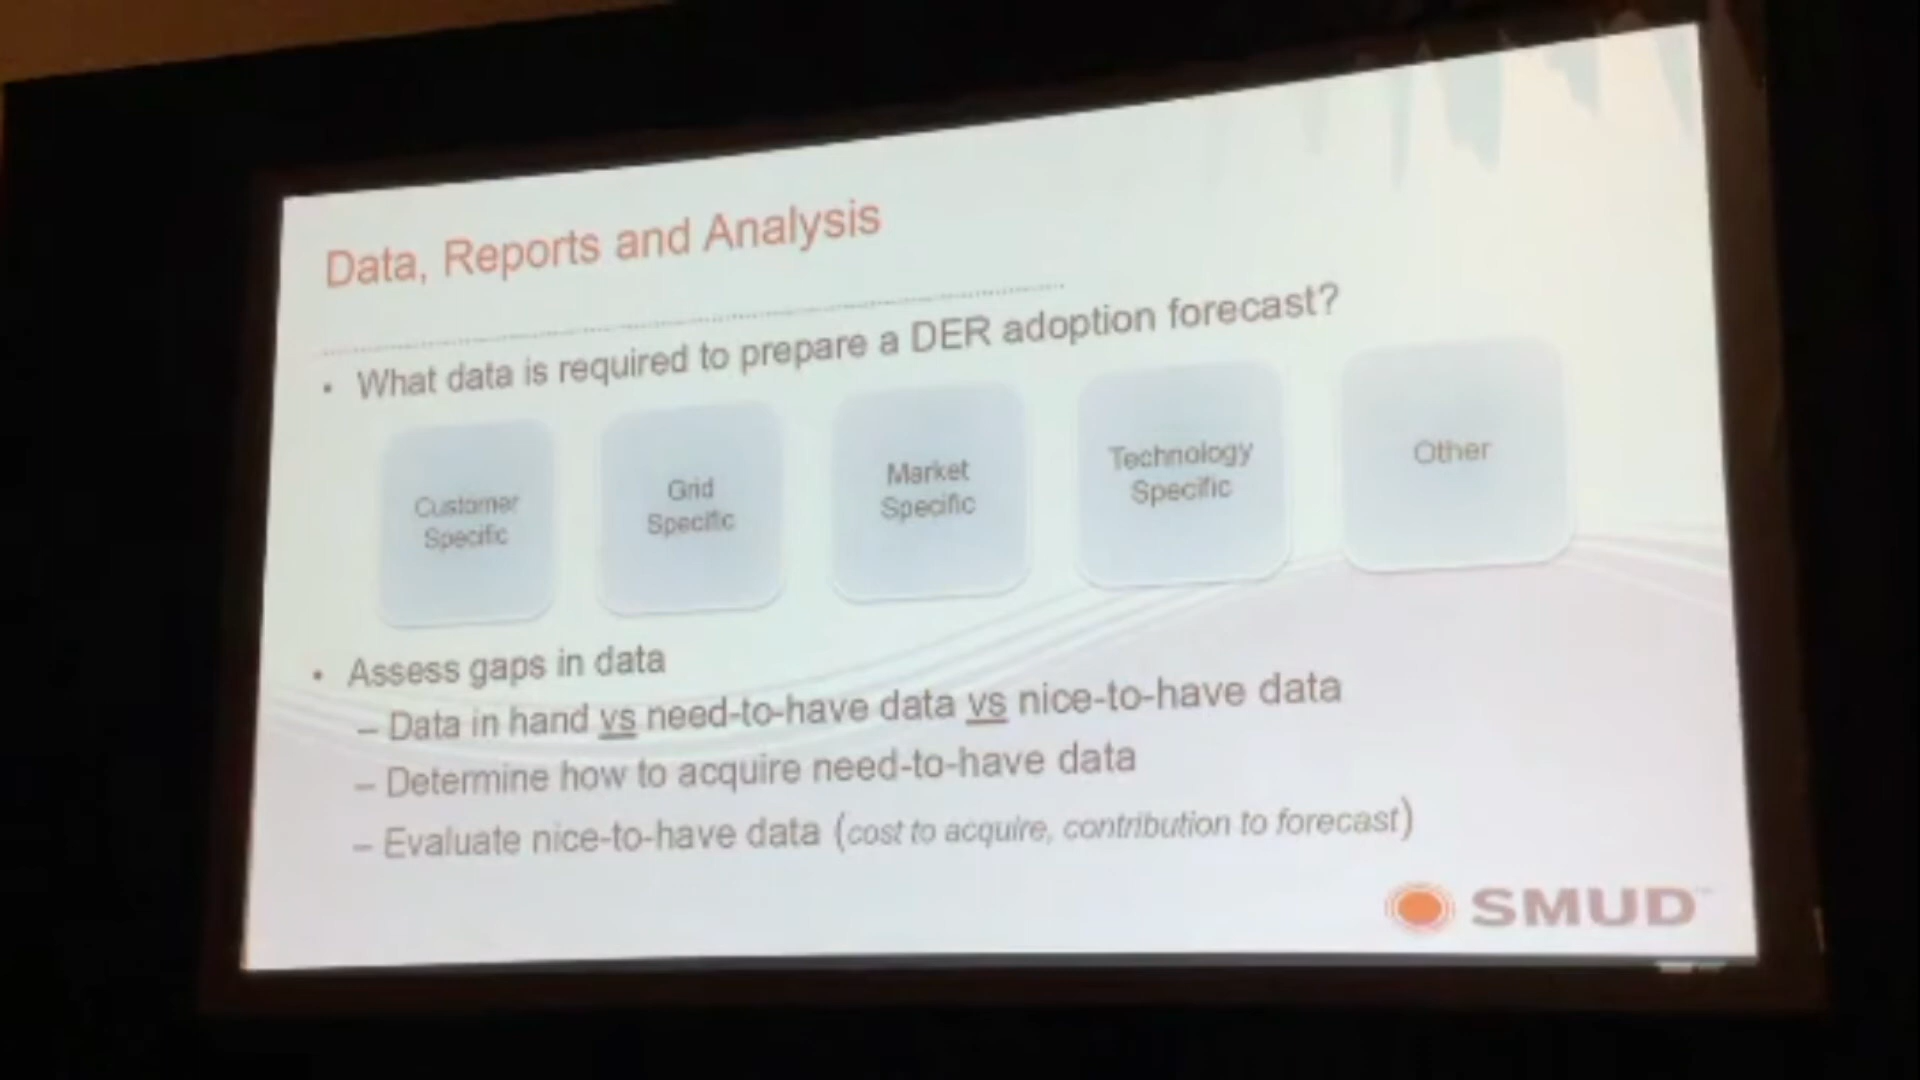 Data, Reports and Analysis
• What data is required to prepare a DER adoption forecast?
Customer
Specific
Grid
Specific
Market
Specific
Technology
Specific
Other
• Assess gaps in data
– Data in hand vs need-to-have data vs nice-to-have data
– Determine how to acquire need-to-have data
– Evaluate nice-to-have data (cost to acquire, contribution to forecast)
SMUD™